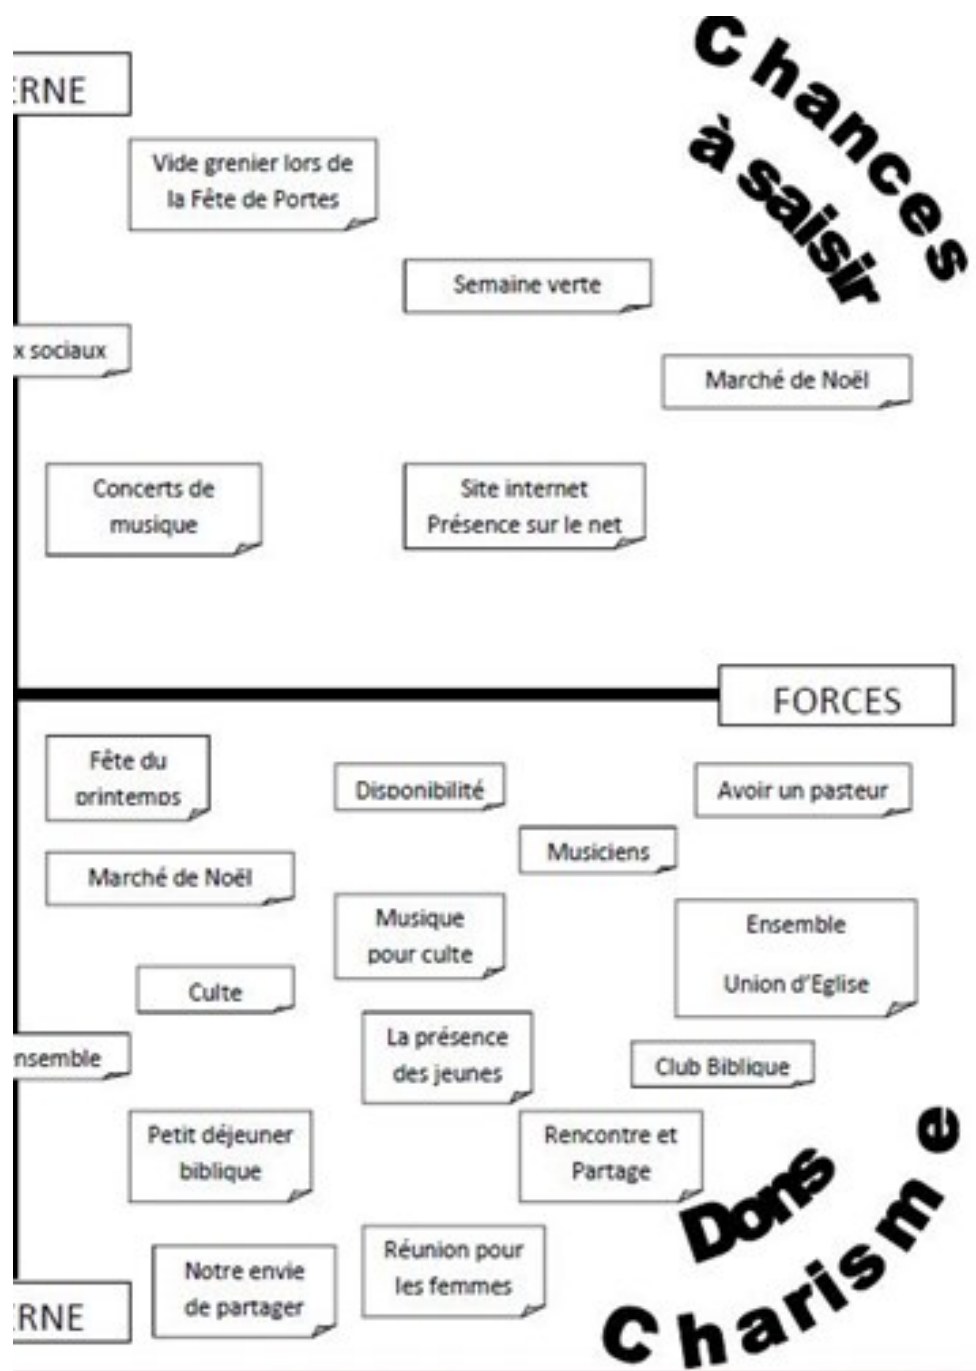 Chances
à saisir
ERNE
Vide grenier lors de
la Fête de Portes
Semaine verte
x sociaux
Marché de Noël
Concerts de
musique
Site internet
Présence sur le net
FORCES
Fête du
printemps
Disponibilité
Avoir un pasteur
Musiciens
Marché de Noël
Musique
pour culte
Ensemble
Union d'Eglise
Culte
La présence
des jeunes
nsemble
Club Biblique
Petit déjeuner
biblique
Rencontre et
Partage
Dons
Charisme
Réunion pour
les femmes
Notre envie
de partager
ERNE